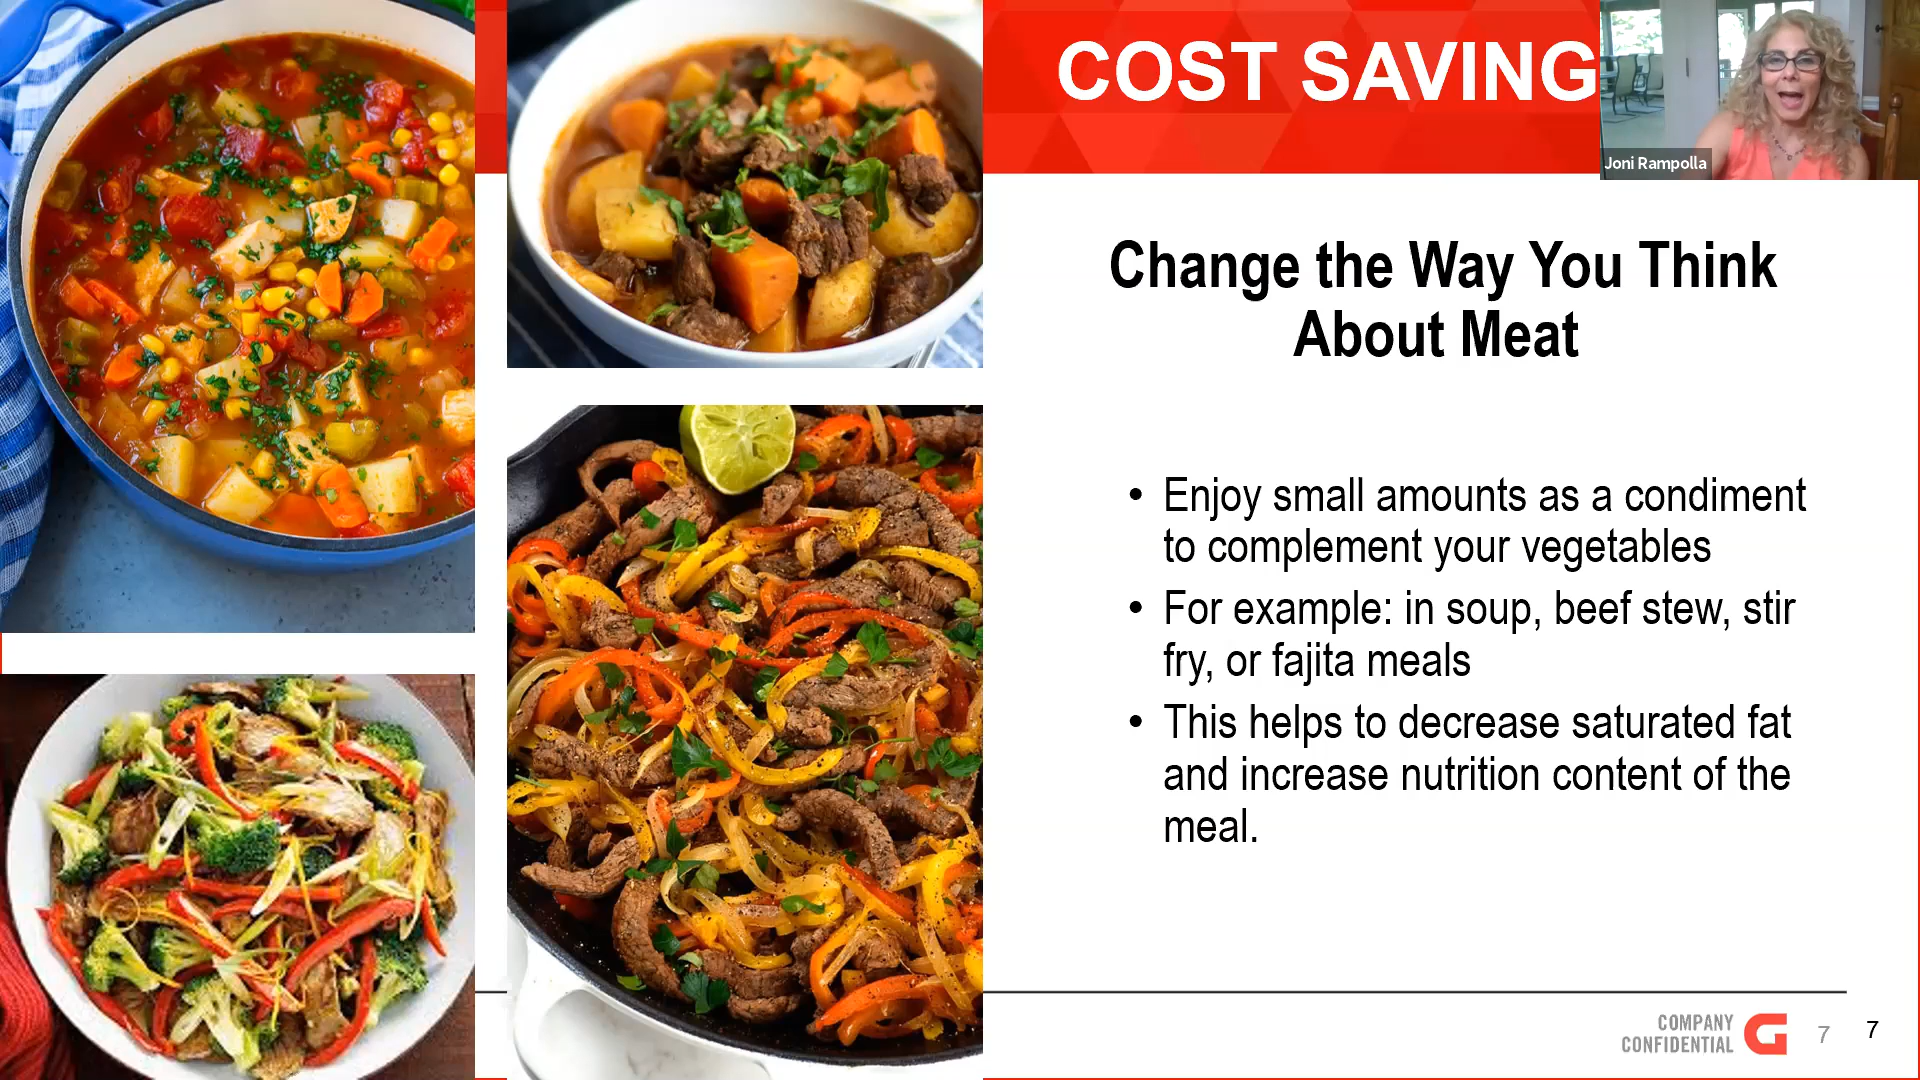 COST SAVING
Joni Rampolla
Change the Way You Think
About Meat
• Enjoy small amounts as a condiment
to complement your vegetables
• For example: in soup, beef stew, stir
fry, or fajita meals
• This helps to decrease saturated fat
and increase nutrition content of the
meal.
COMPANY
CONFIDENTIAL
G
7
7